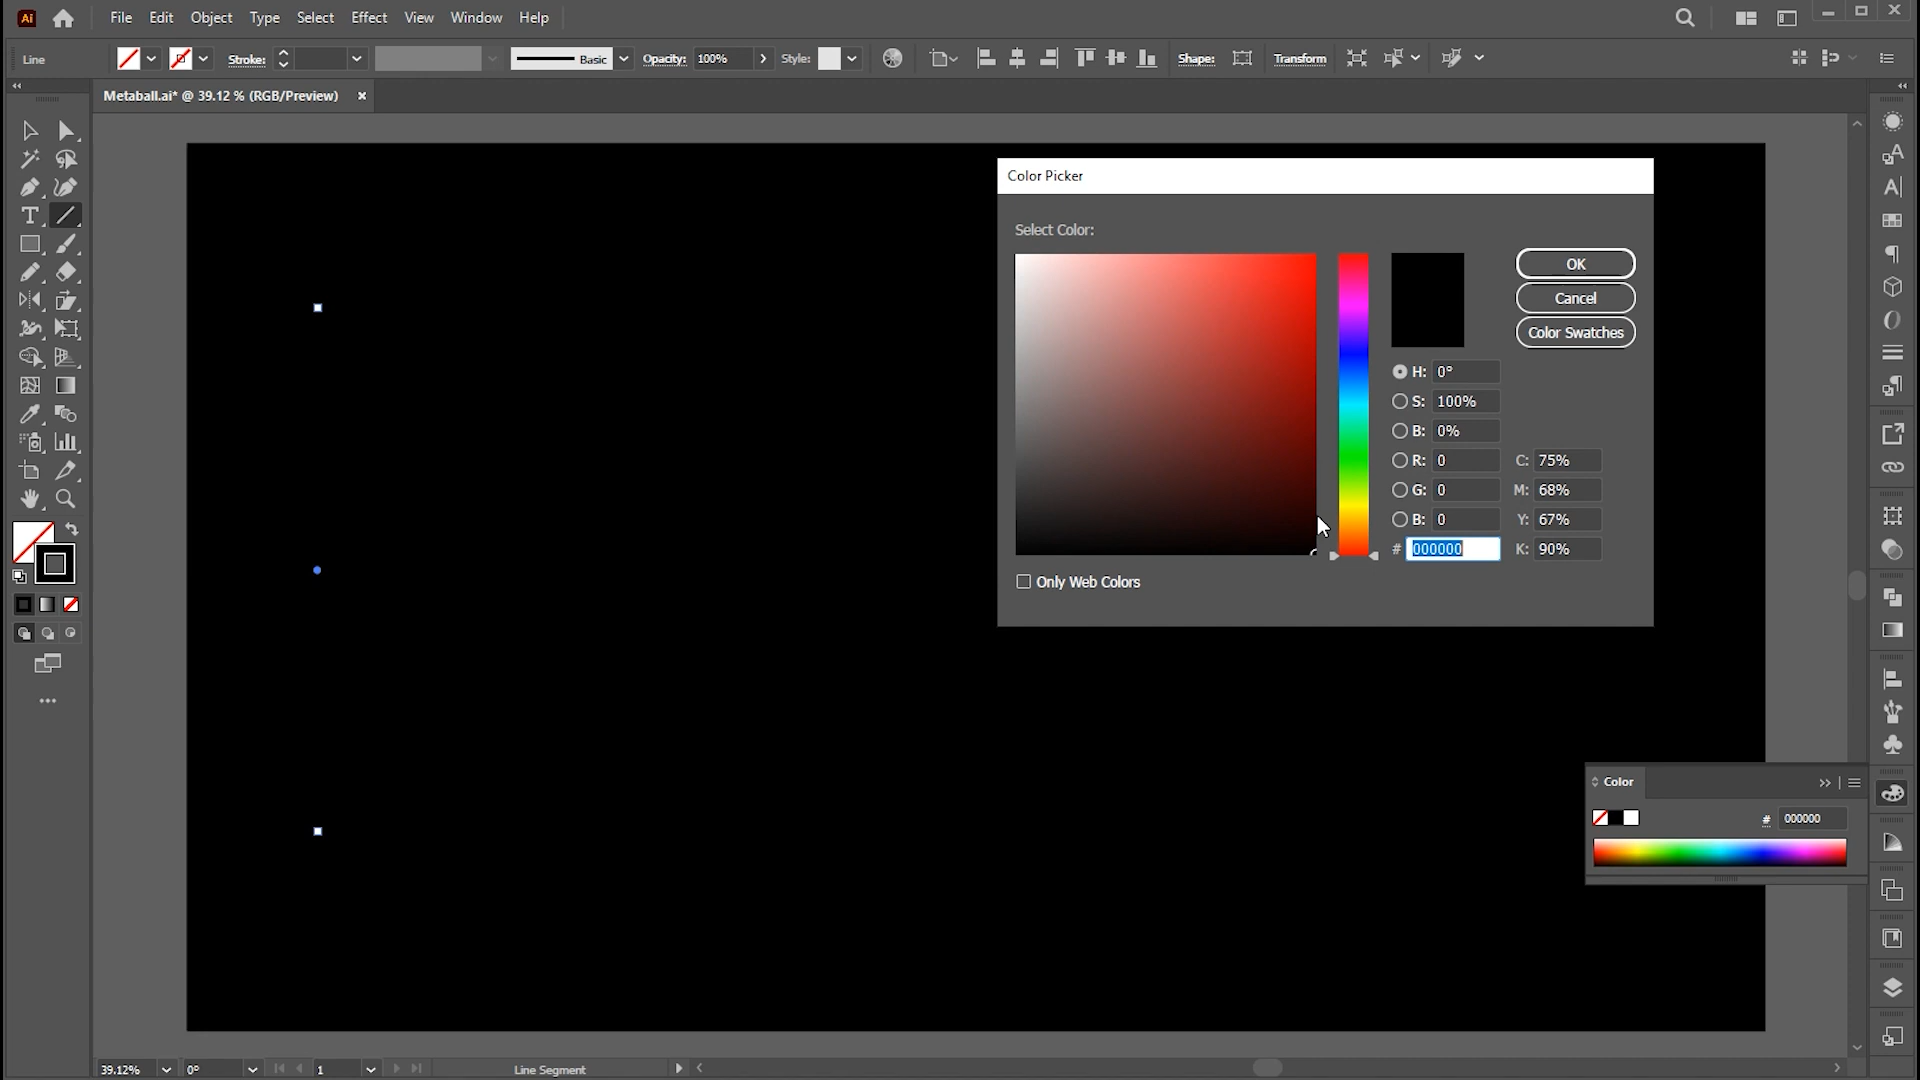 Ai File Edit Object Type Select Effect View Window Help
Line Stroke: Basic Opacity: 100% Style: Shape: Transform
Metaball.ai* @ 39.12 % (RGB/Preview) ×
Color Picker
Select Color:
OK
Cancel
Color Swatches
H: 0°
S: 100%
B: 0%
R: 0 C: 75%
G: 0 M: 68%
B: 0 Y: 67%
# 000000 K: 90%
Only Web Colors
Color
# 000000
39.12% 0° 1 Line Segment